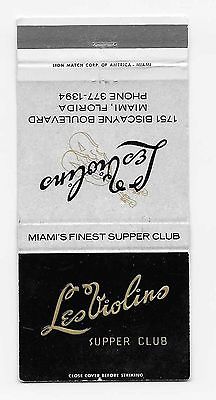 LION MATCH CORP. OF AMERICA - MIAMI
1751 BISCAYNE BOULEVARD
MIAMI, FLORIDA
PHONE 377-1394
Les Violins
MIAMI'S FINEST SUPPER CLUB
Les Violins
SUPPER CLUB
CLOSE COVER BEFORE STRIKING